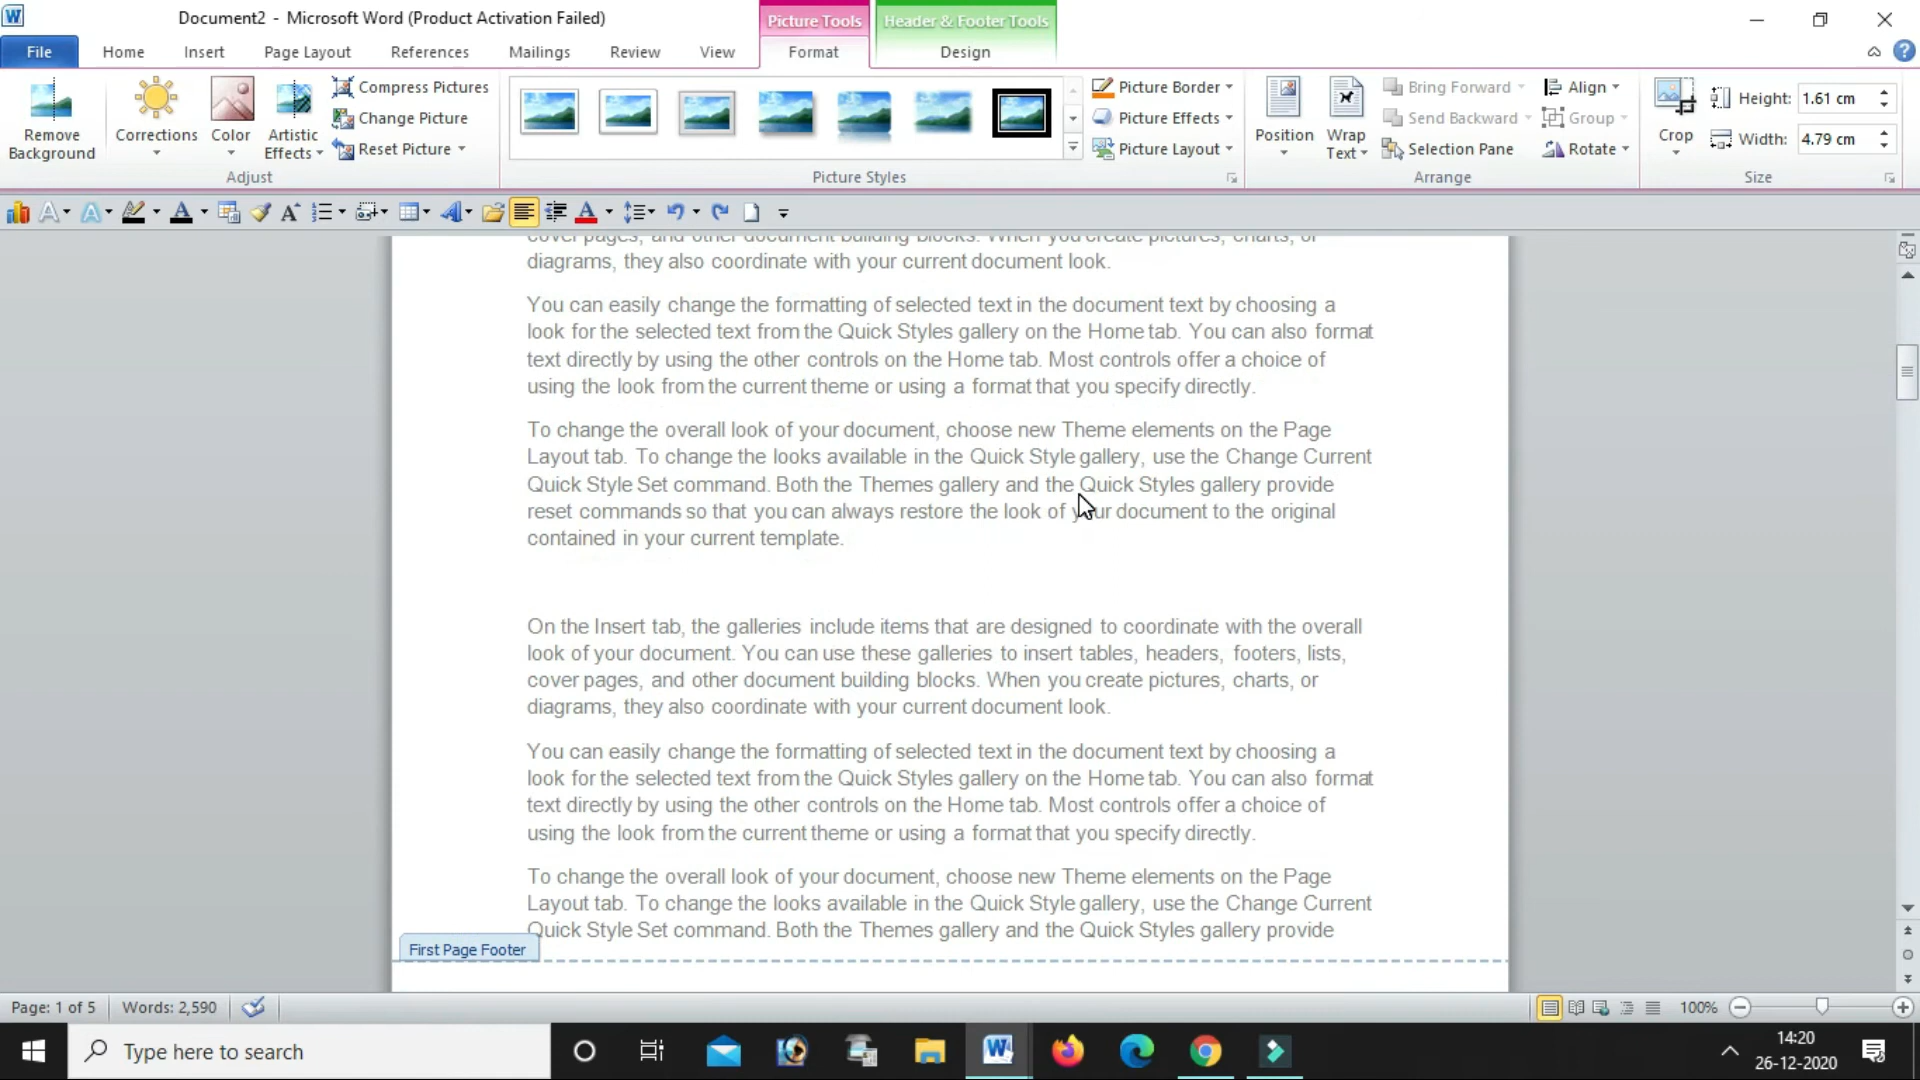 Document2 - Microsoft Word (Product Activation Failed)
Picture Tools
Header & Footer Tools
File
Home
Insert
Page Layout
References
Mailings
Review
View
Format
Design
Remove Background
Corrections
Color
Artistic Effects
Compress Pictures
Change Picture
Reset Picture
Adjust
Picture Styles
Picture Border
Picture Effects
Picture Layout
Position
Wrap Text
Bring Forward
Send Backward
Selection Pane
Align
Group
Rotate
Arrange
Crop
Height: 1.61 cm
Width: 4.79 cm
Size
cover pages, and other document building blocks. When you create pictures, charts, or
diagrams, they also coordinate with your current document look.
You can easily change the formatting of selected text in the document text by choosing a
look for the selected text from the Quick Styles gallery on the Home tab. You can also format
text directly by using the other controls on the Home tab. Most controls offer a choice of
using the look from the current theme or using a format that you specify directly.
To change the overall look of your document, choose new Theme elements on the Page
Layout tab. To change the looks available in the Quick Style gallery, use the Change Current
Quick Style Set command. Both the Themes gallery and the Quick Styles gallery provide
reset commands so that you can always restore the look of your document to the original
contained in your current template.
On the Insert tab, the galleries include items that are designed to coordinate with the overall
look of your document. You can use these galleries to insert tables, headers, footers, lists,
cover pages, and other document building blocks. When you create pictures, charts, or
diagrams, they also coordinate with your current document look.
You can easily change the formatting of selected text in the document text by choosing a
look for the selected text from the Quick Styles gallery on the Home tab. You can also format
text directly by using the other controls on the Home tab. Most controls offer a choice of
using the look from the current theme or using a format that you specify directly.
To change the overall look of your document, choose new Theme elements on the Page
Layout tab. To change the looks available in the Quick Style gallery, use the Change Current
Quick Style Set command. Both the Themes gallery and the Quick Styles gallery provide
First Page Footer
Page: 1 of 5
Words: 2,590
100%
Type here to search
14:20
26-12-2020